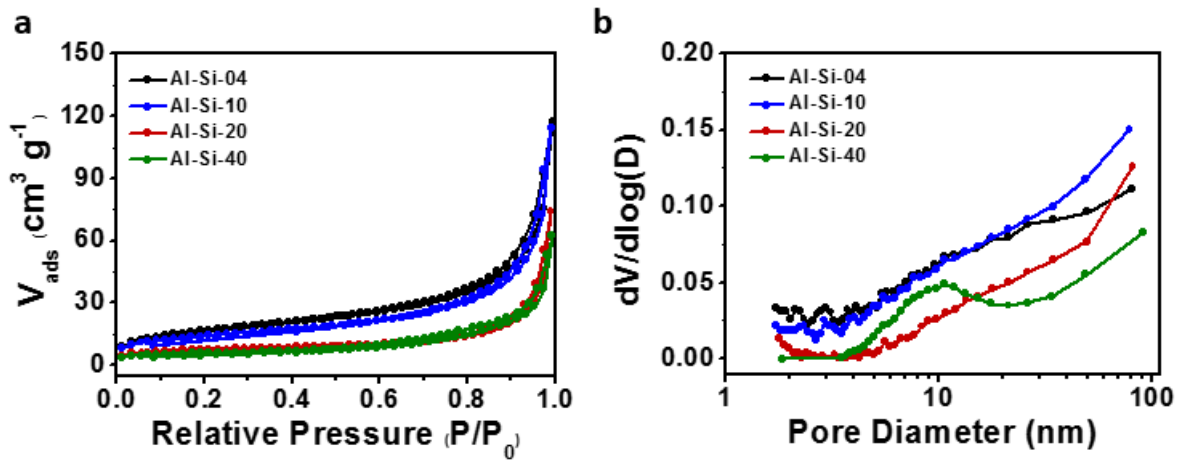 a
150
120
90
60
30
0
V_ads (cm³ g⁻¹)
Al-Si-04
Al-Si-10
Al-Si-20
Al-Si-40
0.0 0.2 0.4 0.6 0.8 1.0
Relative Pressure (P/P₀)
b
0.20
0.15
0.10
0.05
0.00
dV/dlog(D)
Al-Si-04
Al-Si-10
Al-Si-20
Al-Si-40
1 10 100
Pore Diameter (nm)